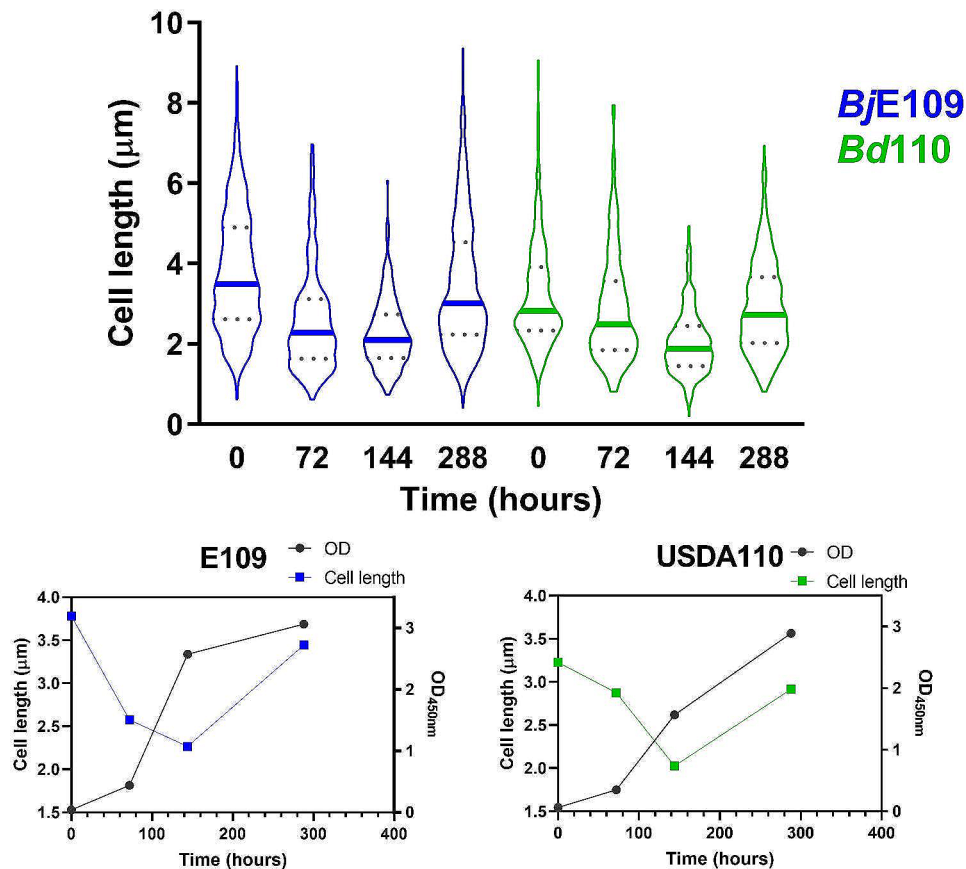 10
8
6
4
2
0
Cell length (μm)
0 72 144 288 0 72 144 288
Time (hours)
BjE109
Bd110
E109
OD
Cell length
4.0
3.5
3.0
2.5
2.0
1.5
Cell length (μm)
3
2
1
0
OD450nm
0 100 200 300 400
Time (hours)
USDA110
OD
Cell length
4.0
3.5
3.0
2.5
2.0
1.5
Cell length (μm)
3
2
1
0
OD450nm
0 100 200 300 400
Time (hours)